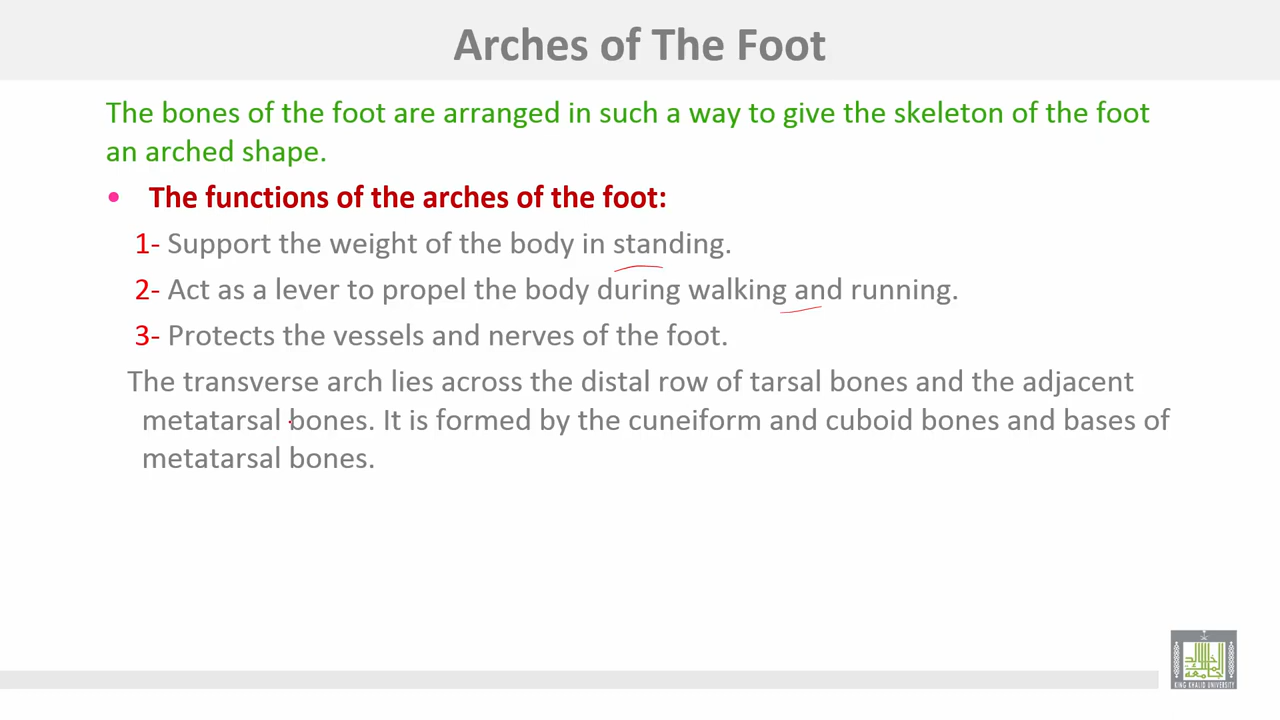 Arches of The Foot
The bones of the foot are arranged in such a way to give the skeleton of the foot
an arched shape.
• The functions of the arches of the foot:
1- Support the weight of the body in standing.
2- Act as a lever to propel the body during walking and running.
3- Protects the vessels and nerves of the foot.
The transverse arch lies across the distal row of tarsal bones and the adjacent
metatarsal bones. It is formed by the cuneiform and cuboid bones and bases of
metatarsal bones.
KING KHALID UNIVERSITY